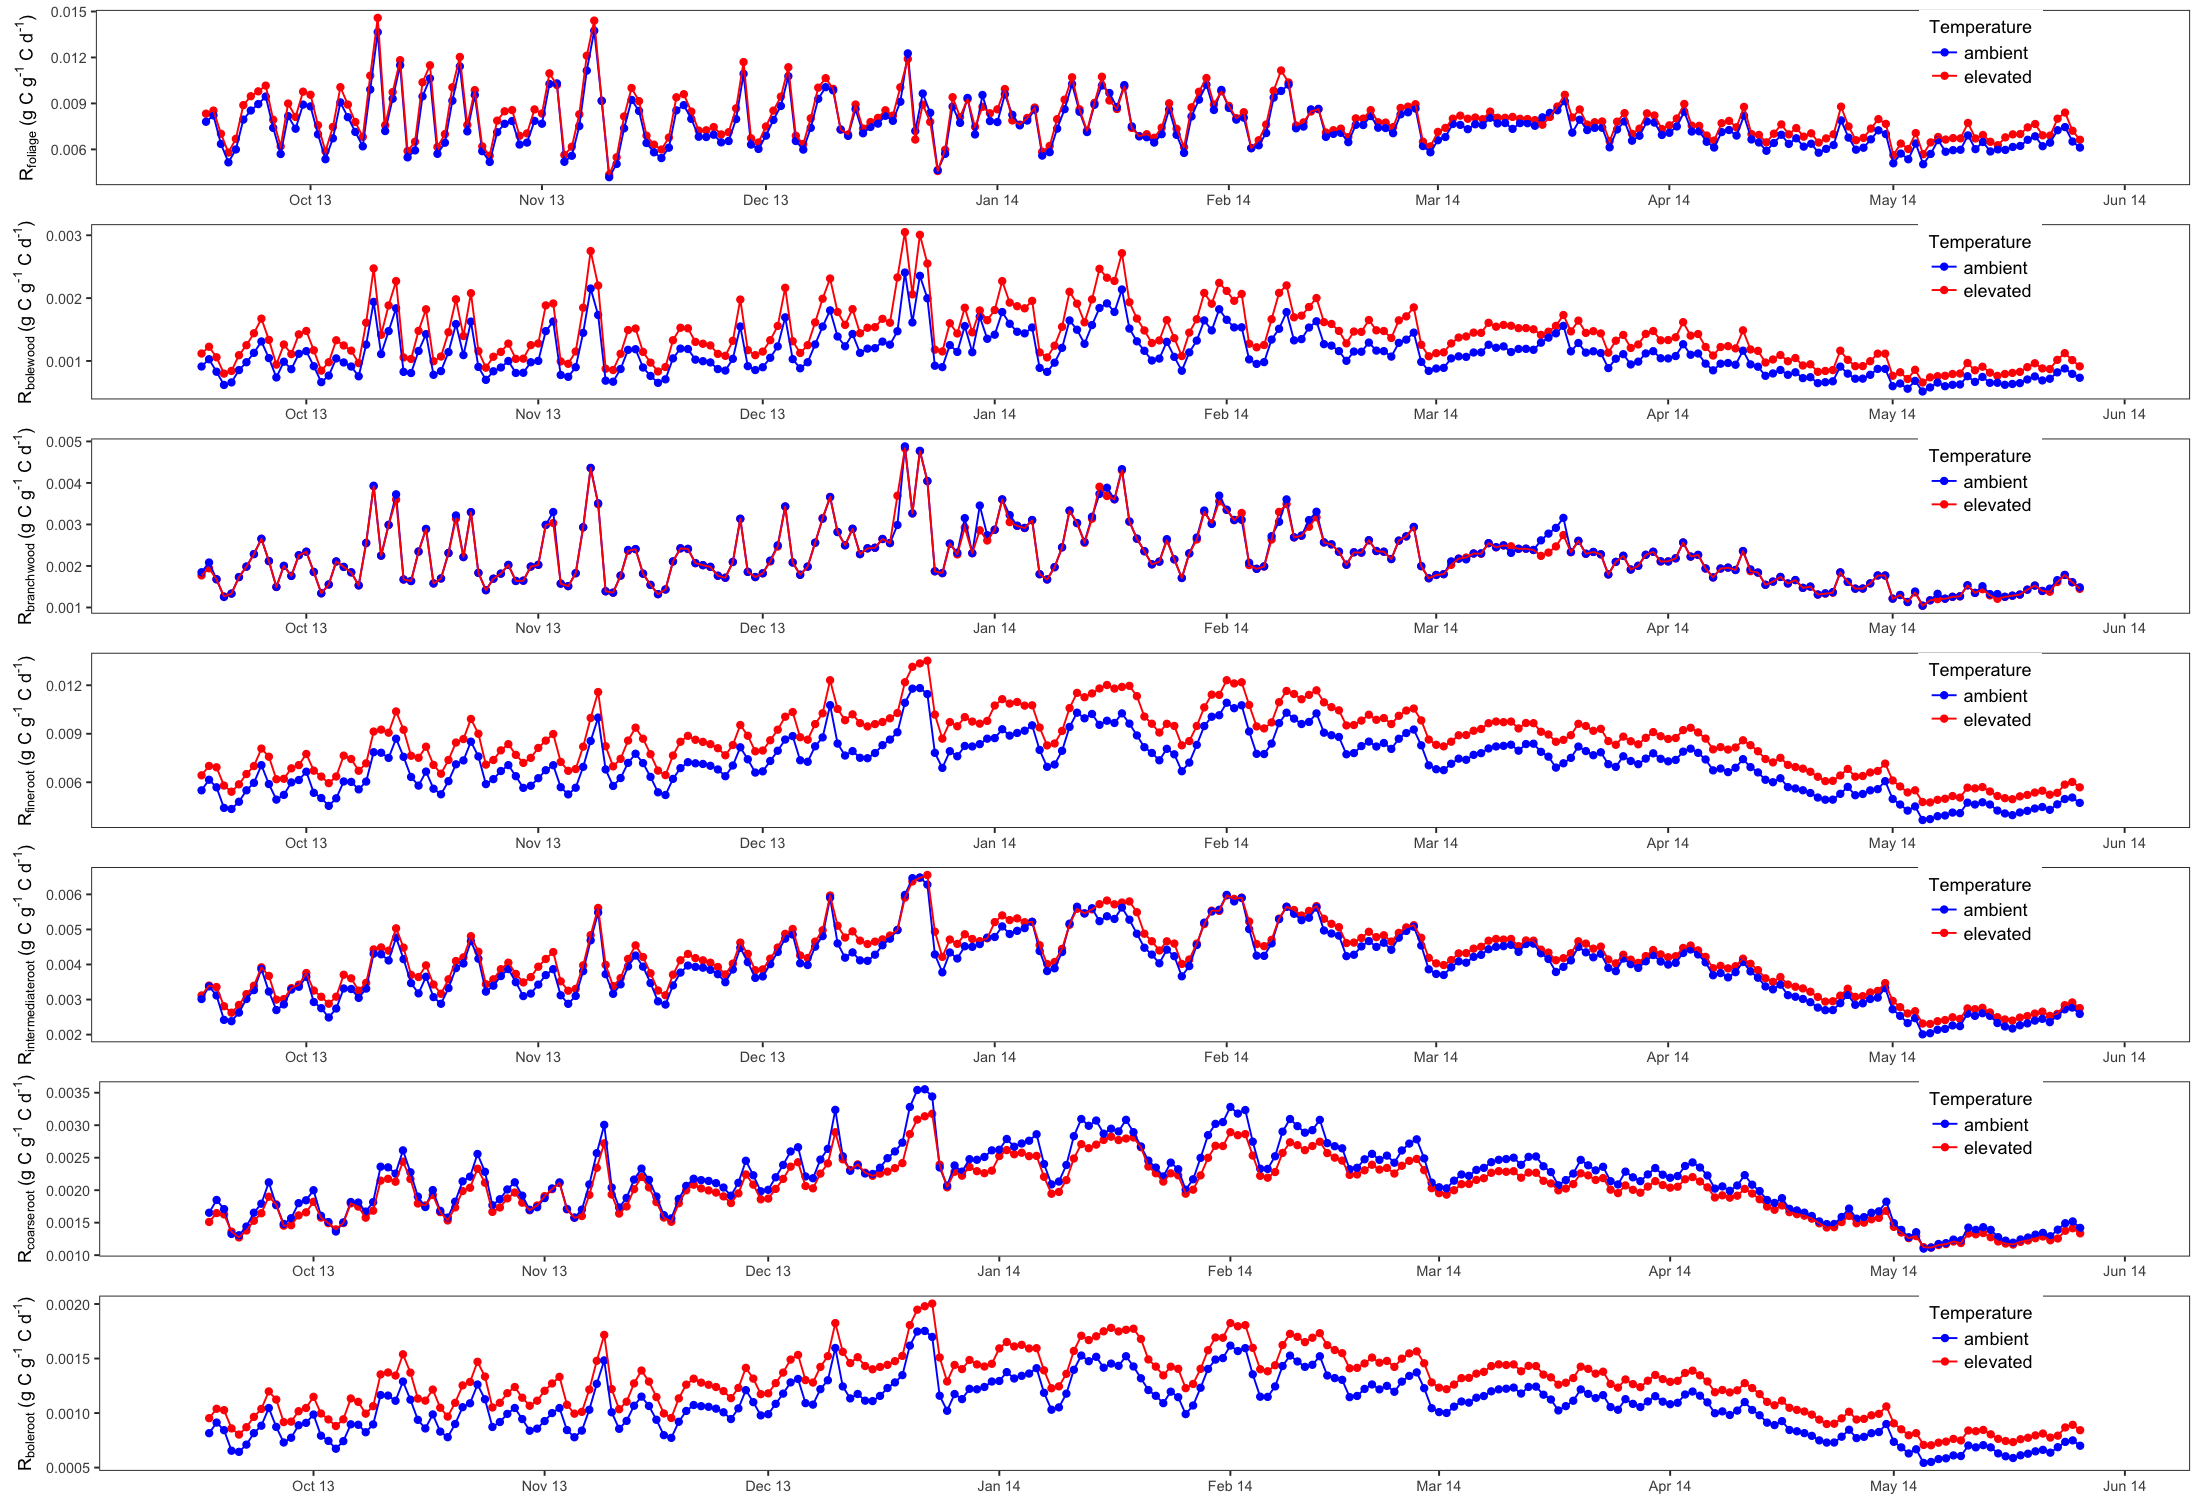 R_foliage (g C g^-1 C d^-1)
0.015
0.012
0.009
0.006
Temperature
ambient
elevated
Oct 13 Nov 13 Dec 13 Jan 14 Feb 14 Mar 14 Apr 14 May 14 Jun 14
R_bolewood (g C g^-1 C d^-1)
0.003
0.002
0.001
Temperature
ambient
elevated
Oct 13 Nov 13 Dec 13 Jan 14 Feb 14 Mar 14 Apr 14 May 14 Jun 14
R_branchwood (g C g^-1 C d^-1)
0.005
0.004
0.003
0.002
0.001
Temperature
ambient
elevated
Oct 13 Nov 13 Dec 13 Jan 14 Feb 14 Mar 14 Apr 14 May 14 Jun 14
R_fineroot (g C g^-1 C d^-1)
0.012
0.009
0.006
Temperature
ambient
elevated
Oct 13 Nov 13 Dec 13 Jan 14 Feb 14 Mar 14 Apr 14 May 14 Jun 14
R_intermediateroot (g C g^-1 C d^-1)
0.006
0.005
0.004
0.003
0.002
Temperature
ambient
elevated
Oct 13 Nov 13 Dec 13 Jan 14 Feb 14 Mar 14 Apr 14 May 14 Jun 14
R_coarseroot (g C g^-1 C d^-1)
0.0035
0.0030
0.0025
0.0020
0.0015
0.0010
Temperature
ambient
elevated
Oct 13 Nov 13 Dec 13 Jan 14 Feb 14 Mar 14 Apr 14 May 14 Jun 14
R_boleroot (g C g^-1 C d^-1)
0.0020
0.0015
0.0010
0.0005
Temperature
ambient
elevated
Oct 13 Nov 13 Dec 13 Jan 14 Feb 14 Mar 14 Apr 14 May 14 Jun 14